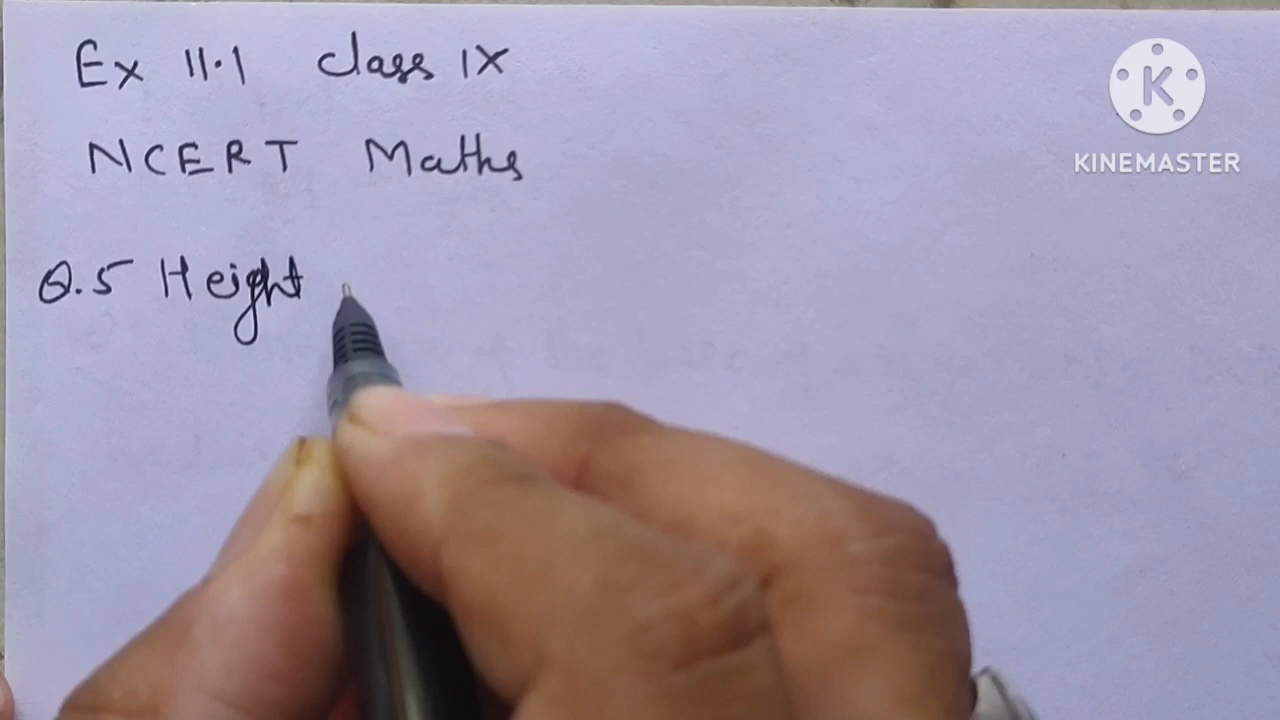 Ex 11.1 Class IX
NCERT Maths
Q.5 Height
K
KINEMASTER